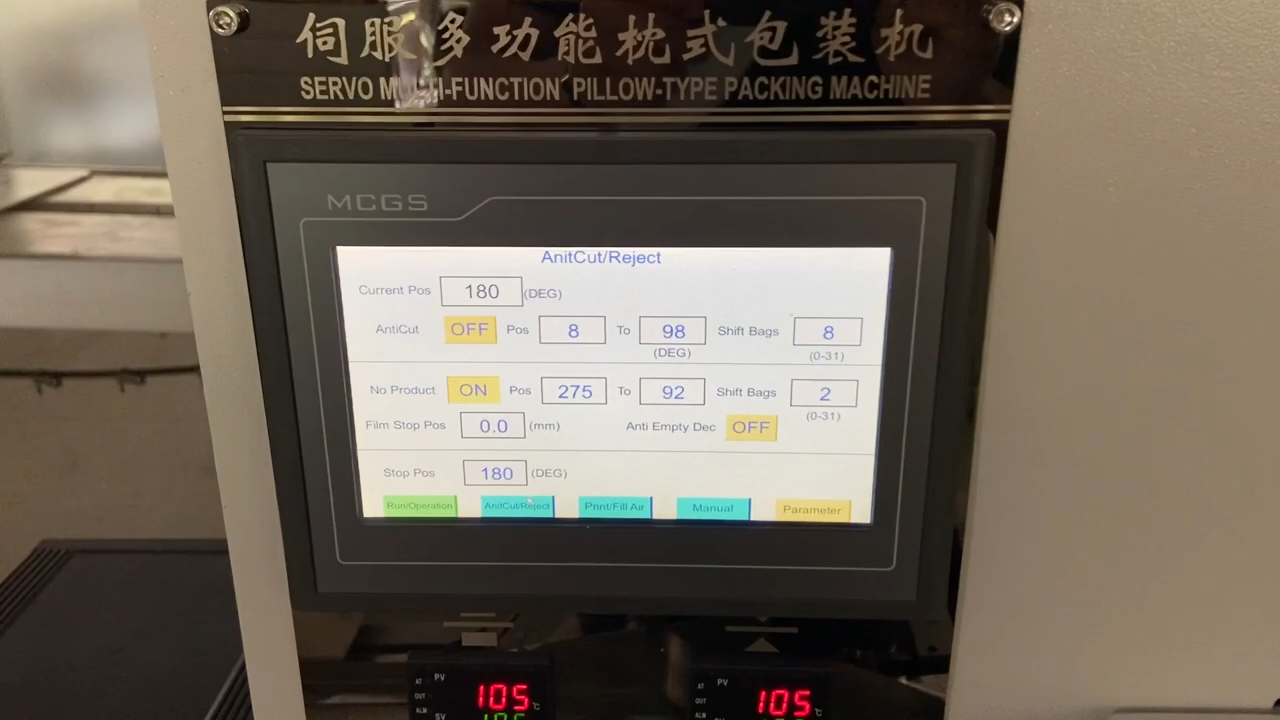 伺服多功能枕式包装机
SERVO MULTI-FUNCTION PILLOW-TYPE PACKING MACHINE
MCGS
AnitCut/Reject
Current Pos 180 (DEG)
AntiCut OFF Pos 8 To 98 Shift Bags 8
(DEG) (0-31)
No Product ON Pos 275 To 92 Shift Bags 2
(0-31)
Film Stop Pos 0.0 (mm) Anti Empty Dec OFF
Stop Pos 180 (DEG)
Run/Operation AnitCut/Reject Print/Fill Air Manual Parameter
AT PV 105 °C AT PV 105 °C
OUT OUT
ALM SV ALM SV